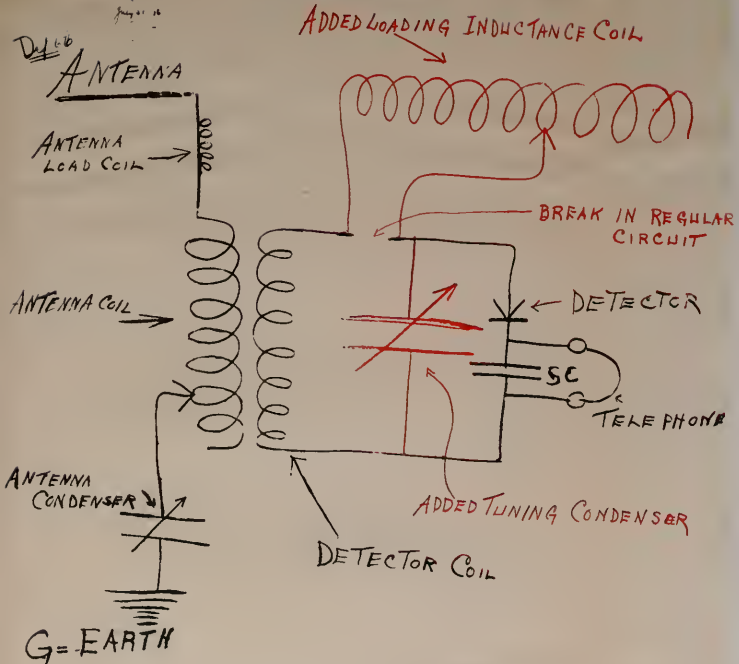 ADDED LOADING INDUCTANCE COIL
ANTENNA
ANTENNA
LOAD COIL
BREAK IN REGULAR
CIRCUIT
ANTENNA COIL
DETECTOR
SC
TELEPHONE
ANTENNA
CONDENSER
ADDED TUNING CONDENSER
DETECTOR COIL
G = EARTH